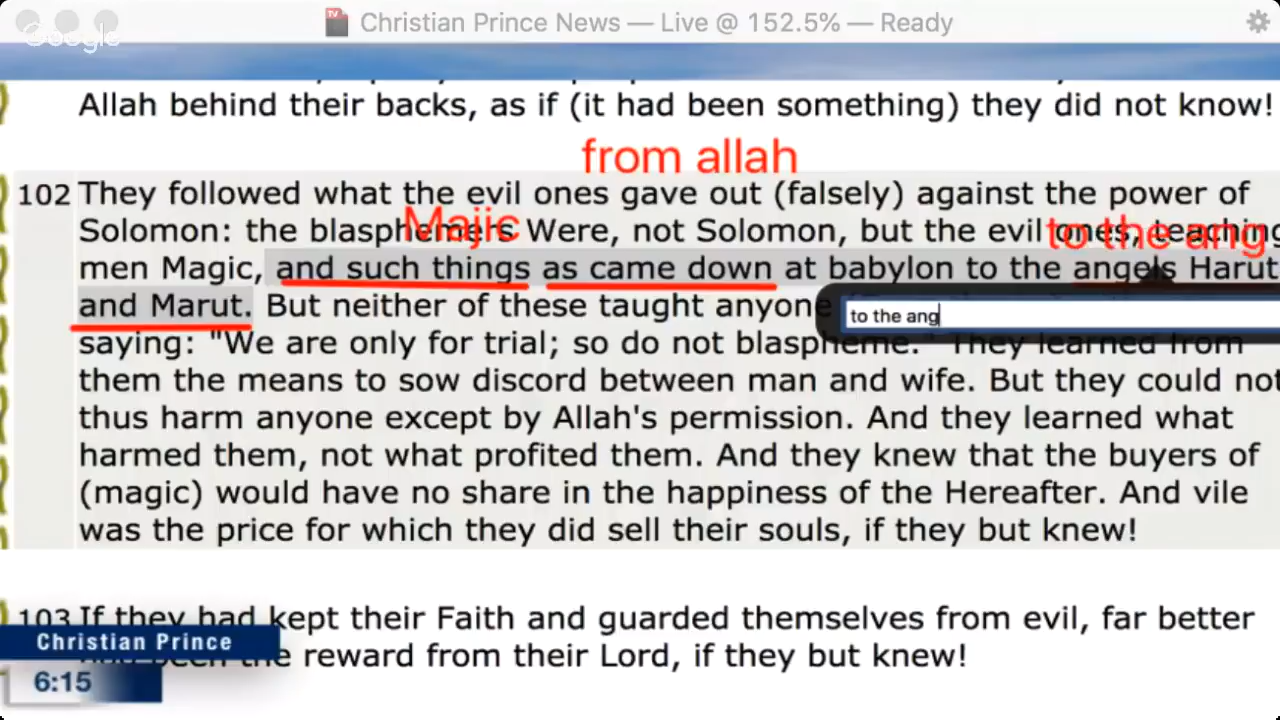 Christian Prince News — Live @ 152.5% — Ready
Google
Allah behind their backs, as if (it had been something) they did not know!
from allah
102 They followed what the evil ones gave out (falsely) against the power of
Majic
Solomon: the blasphemers Were, not Solomon, but the evil ones, teaching
to the ang
men Magic, and such things as came down at babylon to the angels Harut
and Marut. But neither of these taught anyone
to the ang
saying: "We are only for trial; so do not blaspheme." They learned from
them the means to sow discord between man and wife. But they could not
thus harm anyone except by Allah's permission. And they learned what
harmed them, not what profited them. And they knew that the buyers of
(magic) would have no share in the happiness of the Hereafter. And vile
was the price for which they did sell their souls, if they but knew!
103 If they had kept their Faith and guarded themselves from evil, far better
the reward from their Lord, if they but knew!
Christian Prince
6:15